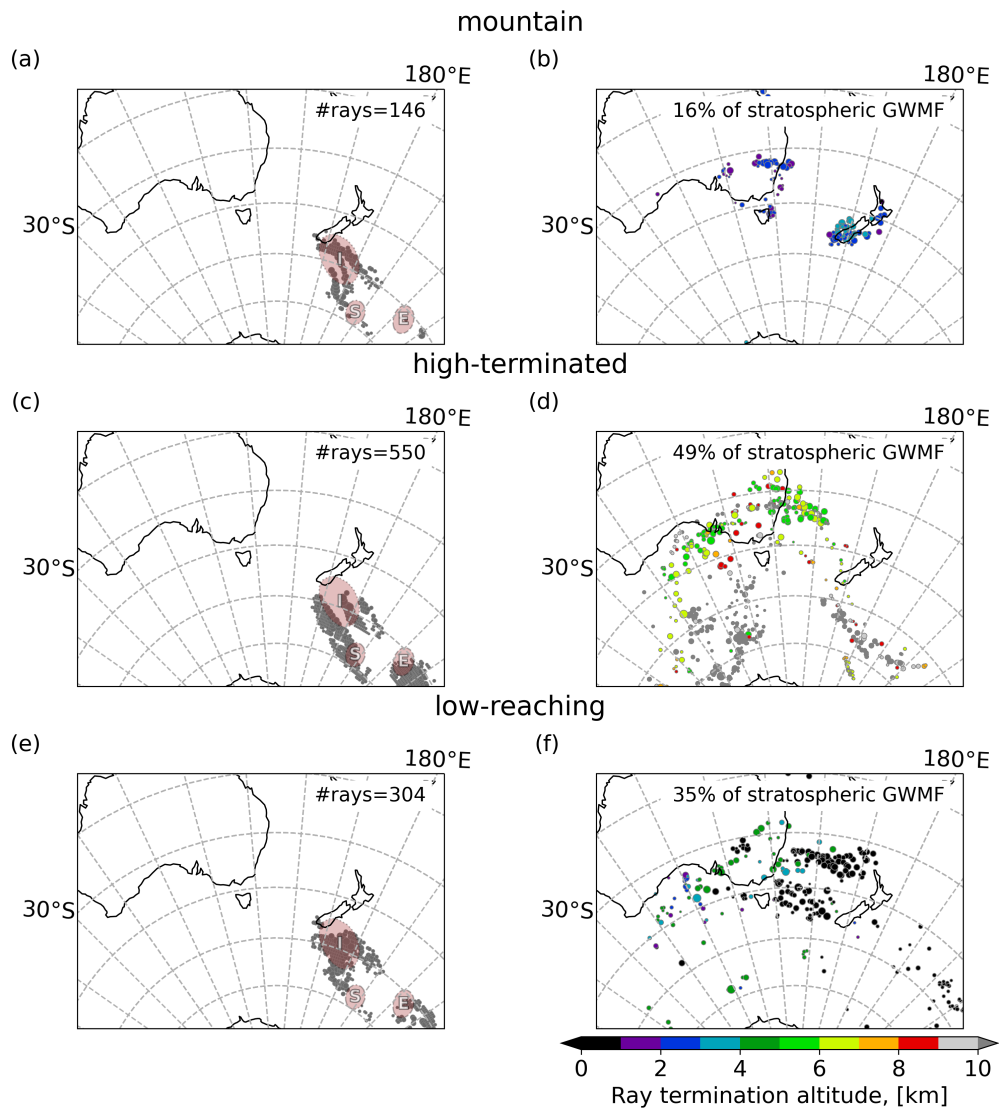 mountain
(a)
(b)
180°E
180°E
#rays=146
16% of stratospheric GWMF
30°S
30°S
I
S
E
high-terminated
(c)
(d)
180°E
180°E
#rays=550
49% of stratospheric GWMF
30°S
30°S
I
S
E
low-reaching
(e)
(f)
180°E
180°E
#rays=304
35% of stratospheric GWMF
30°S
30°S
I
S
E
0 2 4 6 8 10
Ray termination altitude, [km]